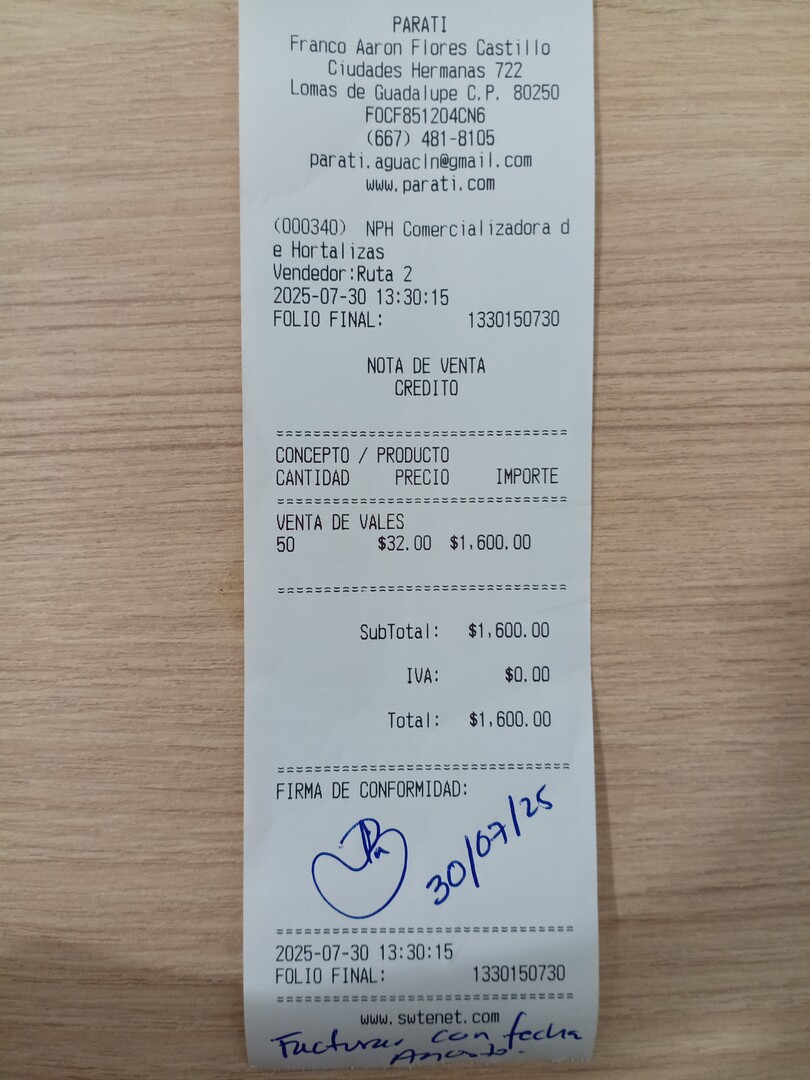 PARATI
Franco Aaron Flores Castillo
Ciudades Hermanas 722
Lomas de Guadalupe C.P. 80250
FOCF851204CN6
(667) 481-8105
parati.aguacln@gmail.com
www.parati.com
(000340) NPH Comercializadora d
e Hortalizas
Vendedor:Ruta 2
2025-07-30 13:30:15
FOLIO FINAL: 1330150730
NOTA DE VENTA
CREDITO
================================
CONCEPTO / PRODUCTO
CANTIDAD PRECIO IMPORTE
================================
VENTA DE VALES
50 $32.00 $1,600.00
================================
SubTotal: $1,600.00
IVA: $0.00
Total: $1,600.00
================================
FIRMA DE CONFORMIDAD:
30/07/25
================================
2025-07-30 13:30:15
FOLIO FINAL: 1330150730
================================
www.swtenet.com
Facturar con fecha
Agosto.